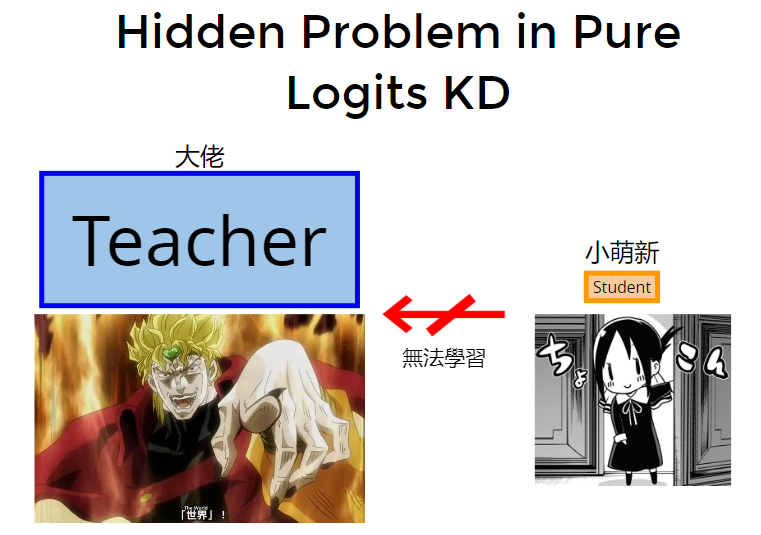 Hidden Problem in Pure
Logits KD
大佬
Teacher
小萌新
Student
無法學習
ちょ
こん
The World
「世界」！